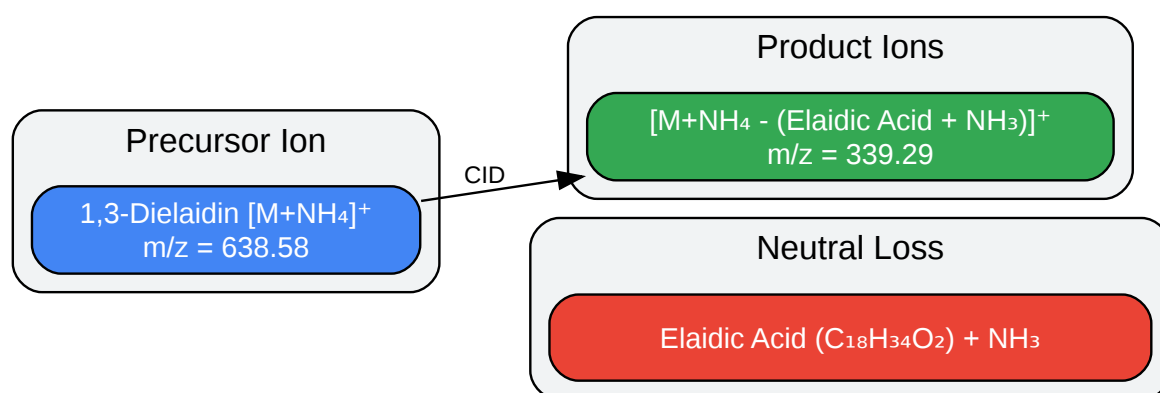 Precursor Ion
1,3-Dielaidin [M+NH₄]⁺
m/z = 638.58
CID
Product Ions
[M+NH₄ - (Elaidic Acid + NH₃)]⁺
m/z = 339.29
Neutral Loss
Elaidic Acid (C₁₈H₃₄O₂) + NH₃